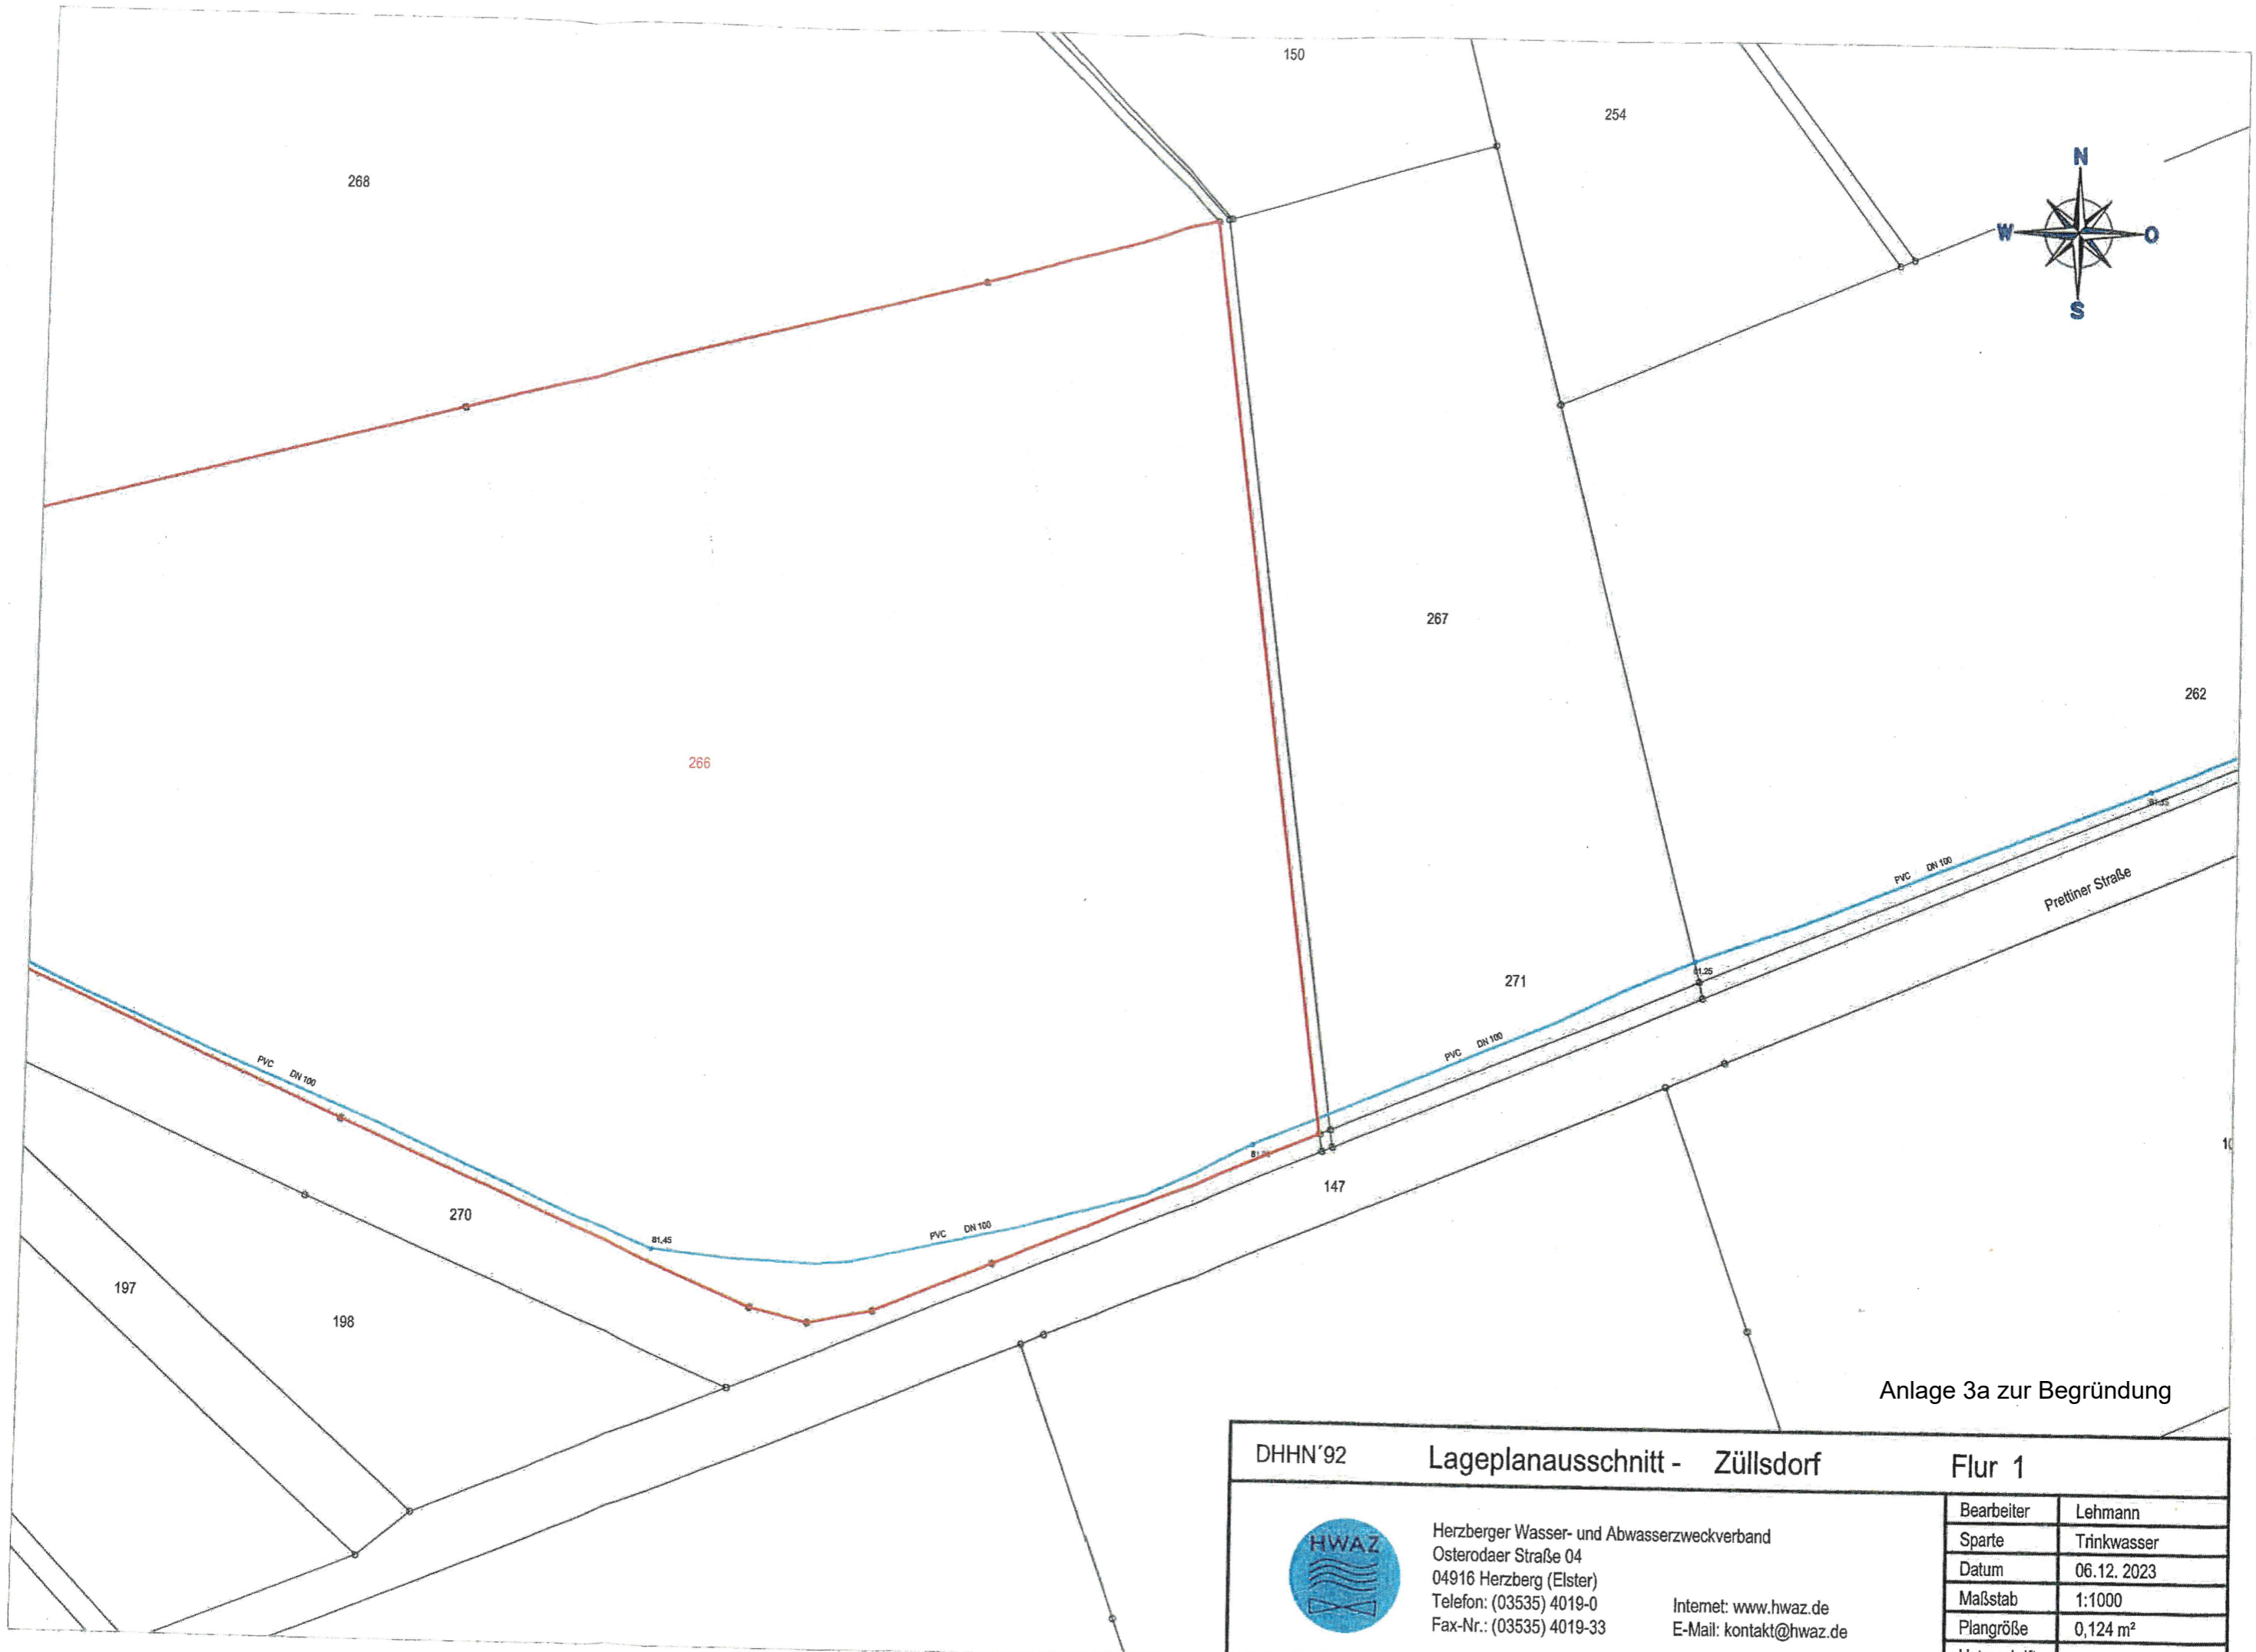 150
254
268
N
W
O
S
267
262
266
PVC DN 100
Prettiner Straße
271
PVC DN 100
PVC DN 100
147
270
81,45
PVC DN 100
197
198
Anlage 3a zur Begründung
DHHN´92 Lageplanausschnitt - Züllsdorf Flur 1
HWAZ
Herzberger Wasser- und Abwasserzweckverband
Osterodaer Straße 04
04916 Herzberg (Elster)
Telefon: (03535) 4019-0
Fax-Nr.: (03535) 4019-33
Internet: www.hwaz.de
E-Mail: kontakt@hwaz.de
Bearbeiter Lehmann
Sparte Trinkwasser
Datum 06.12. 2023
Maßstab 1:1000
Plangröße 0,124 m²